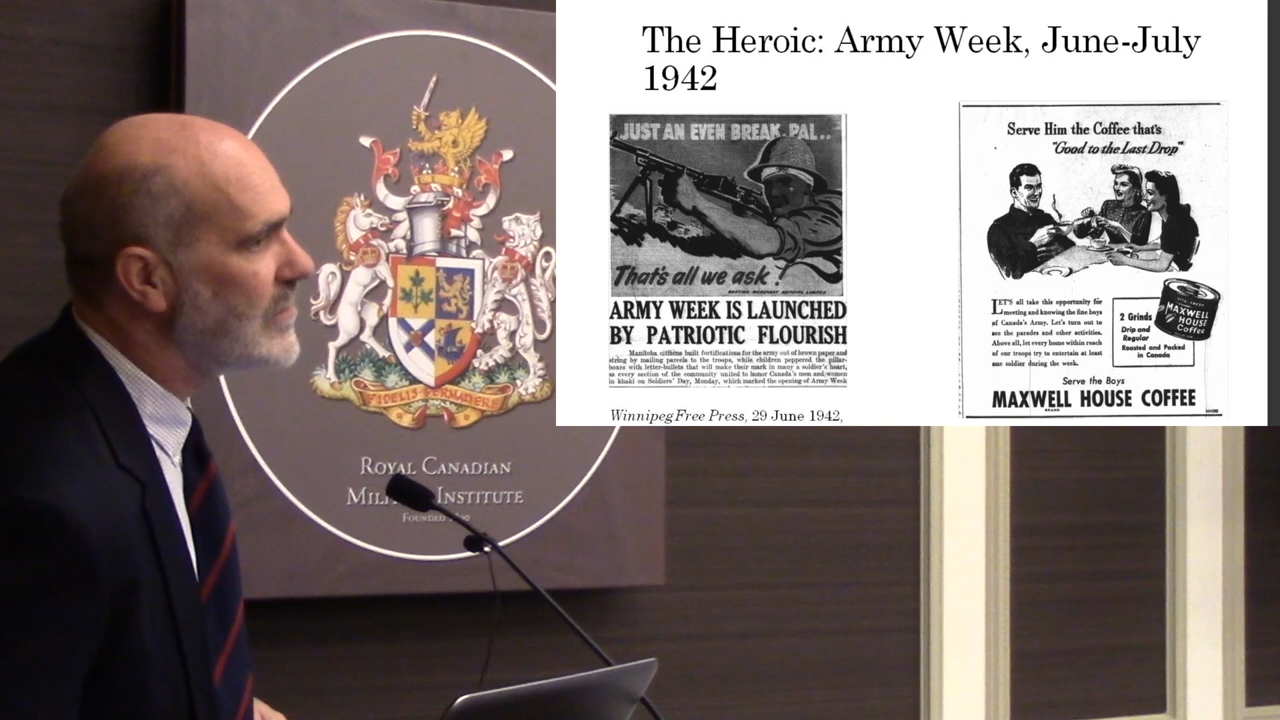 The Heroic: Army Week, June-July
1942
JUST AN EVEN BREAK, PAL..
That's all we ask!
ARMY WEEK IS LAUNCHED
BY PATRIOTIC FLOURISH
Manitoba citizens built fortifications for the army out of brown paper and
string by mailing parcels to the troops, while children peppered the pillar-
boxes with letter-bullets that will make their mark in many a soldier's heart,
as every section of the community united to honor Canada's men and women
in khaki on Soldiers' Day, Monday, which marked the opening of Army Week
Winnipeg Free Press, 29 June 1942,
Serve Him the Coffee that's
"Good to the Last Drop"
LET'S all take this opportunity for
meeting and knowing the fine boys
of Canada's Army. Let's turn out to
see the parades and other activities.
Above all, let every home within reach
of our troops try to entertain at least
one soldier during the week.
2 Grinds
Drip and
Regular
Roasted and Packed
in Canada
MAXWELL
HOUSE
Coffee
Serve the Boys
MAXWELL HOUSE COFFEE
BRAND
FIDELIS PERMANERE
ROYAL CANADIAN
INSTITUTE
FOUNDED